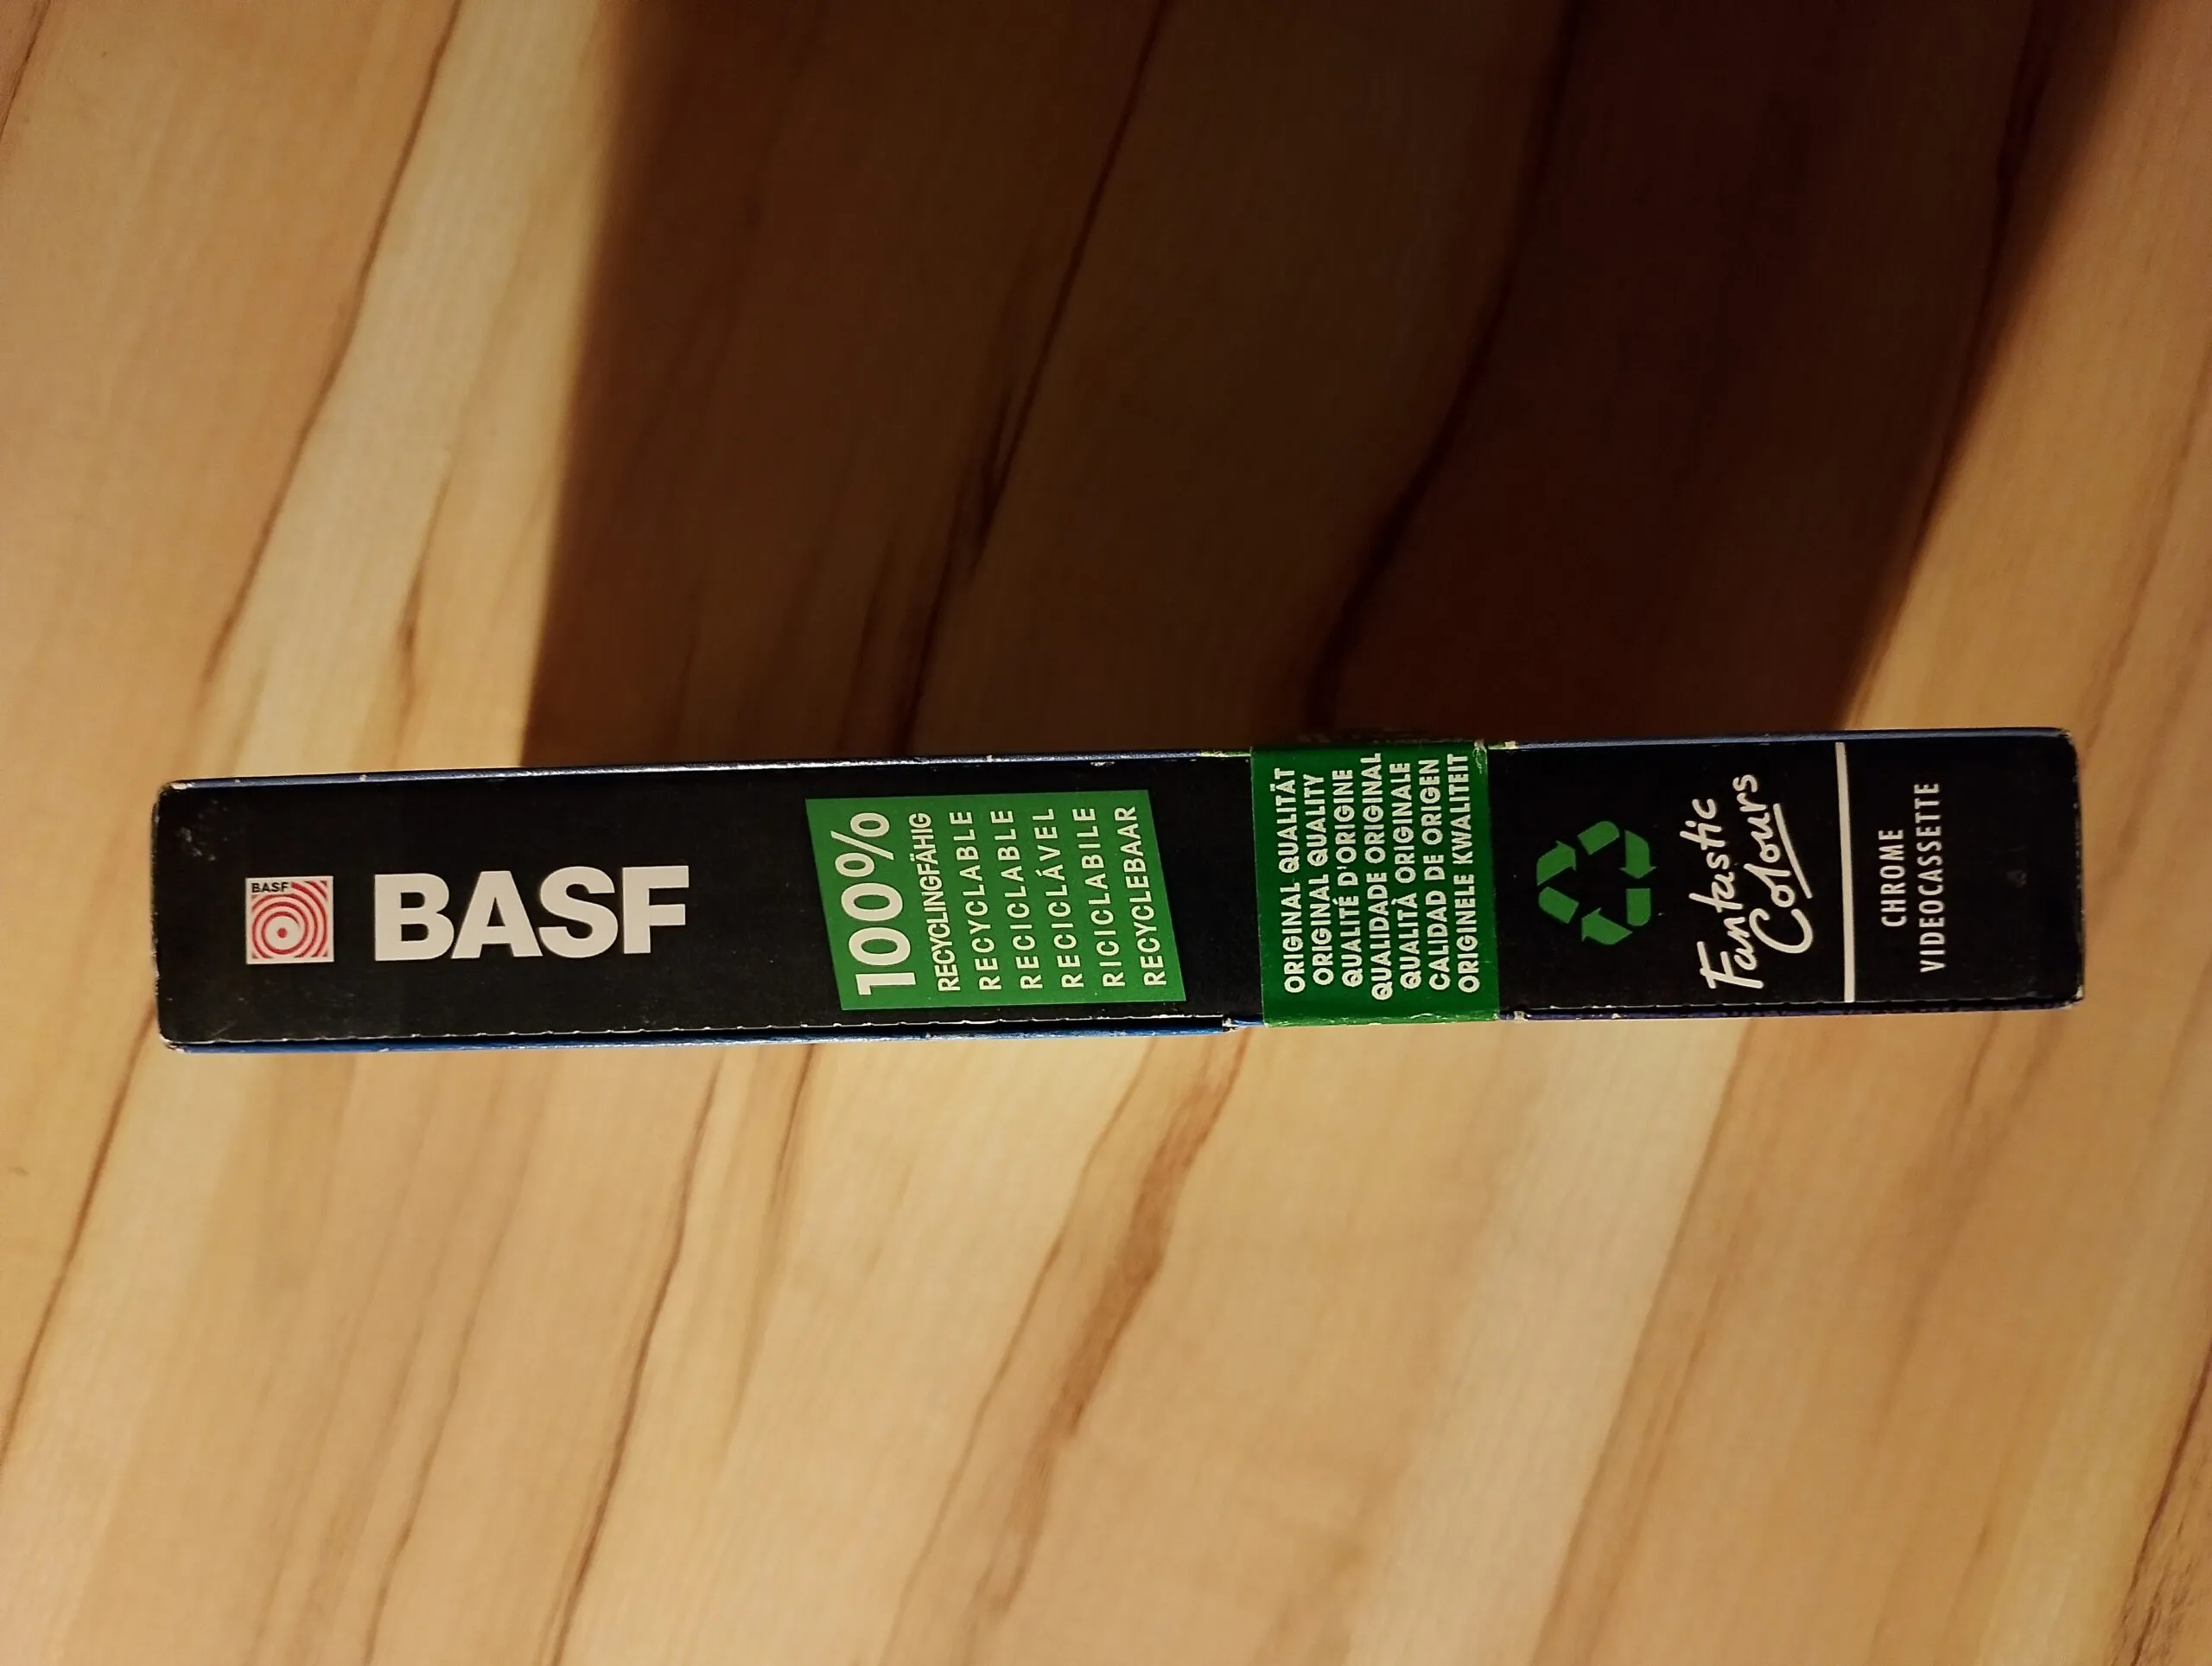 BASF
BASF
100%
RECYCLINGFÄHIG
RECYCLABLE
RECICLABLE
RECICLÁVEL
RICICLABILE
RECYCLEBAAR
ORIGINAL QUALITÄT
ORIGINAL QUALITY
QUALITÉ D'ORIGINE
QUALIDADE ORIGINAL
QUALITÀ ORIGINALE
CALIDAD DE ORIGEN
ORIGINELE KWALITEIT
Fantastic
Colours
CHROME
VIDEOCASSETTE